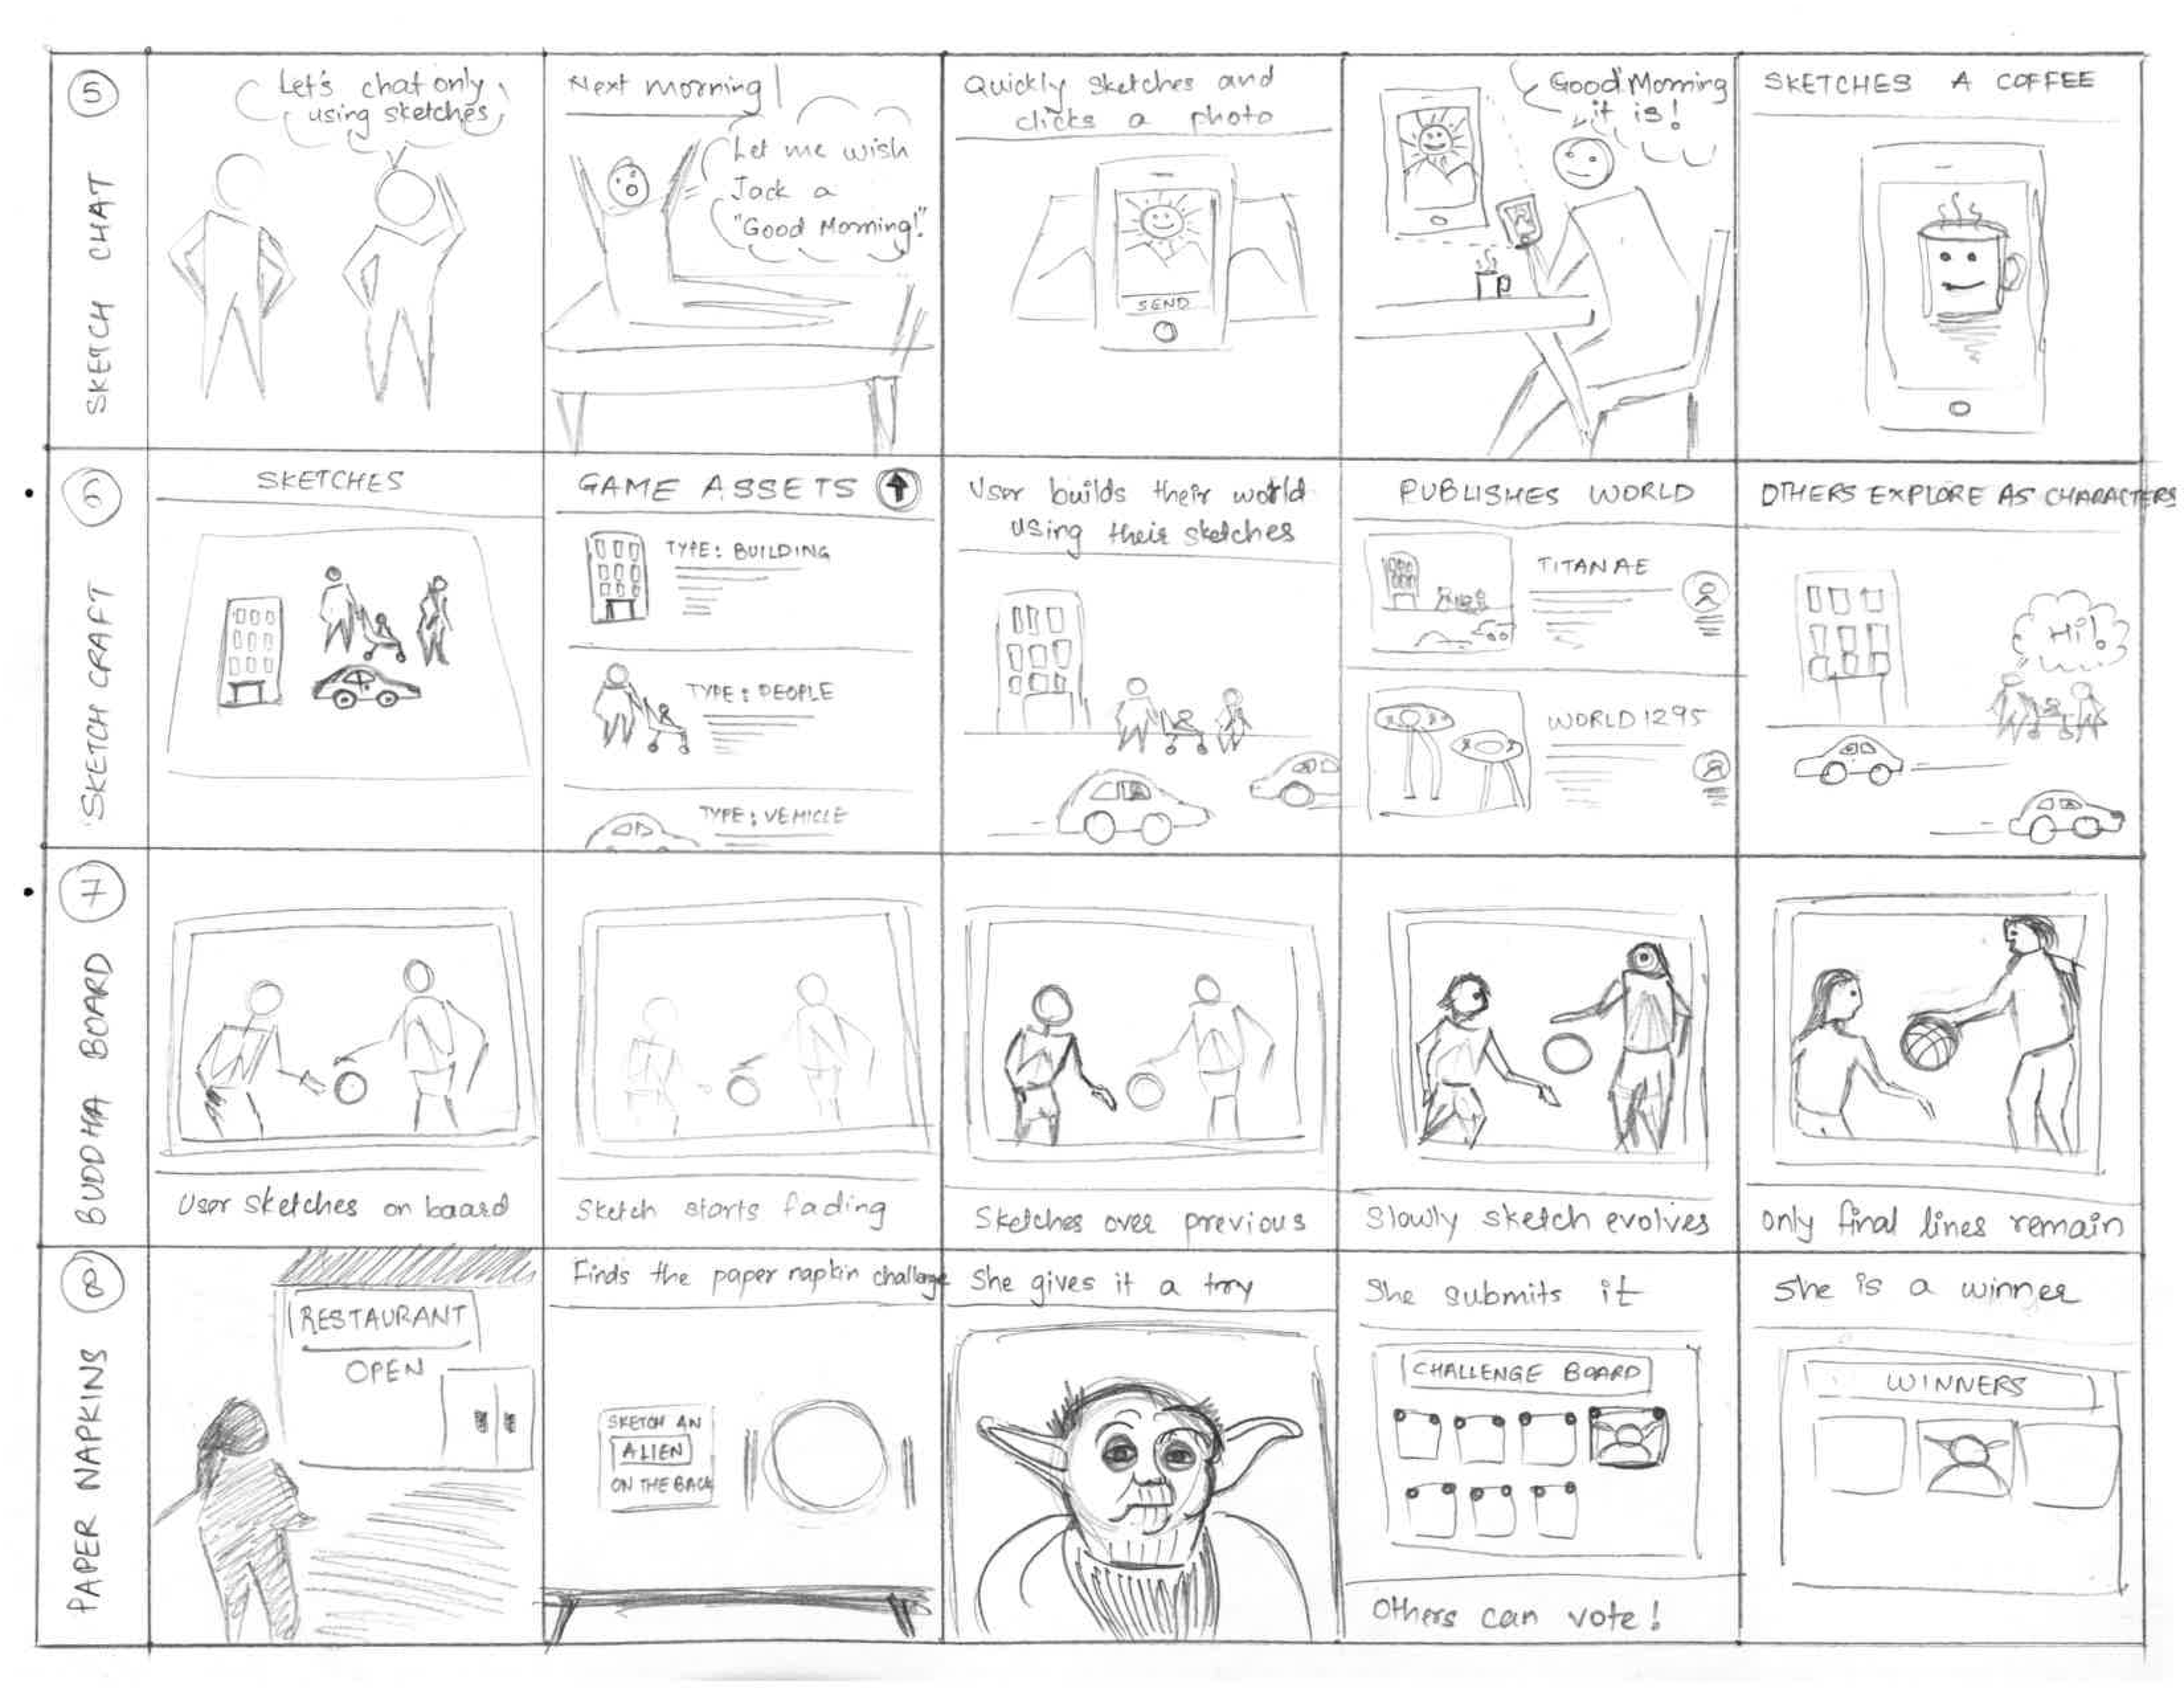 5
SKETCH CHAT
Let's chat only
using sketches
Next morning
Let me wish
Jack a
"Good Morning!"
Quickly sketches and
clicks a photo
SEND
Good Morning
it is!
SKETCHES A COFFEE
6
SKETCH CRAFT
SKETCHES
GAME ASSETS
TYPE: BUILDING
TYPE: PEOPLE
TYPE: VEHICLE
User builds their world
using their sketches
PUBLISHES WORLD
TITANAE
WORLD 1295
OTHERS EXPLORE AS CHARACTERS
Hi!
7
BUDDHA BOARD
User sketches on board
Sketch starts fading
Sketches over previous
Slowly sketch evolves
only final lines remain
8
PAPER NAPKINS
RESTAURANT
OPEN
Finds the paper napkin challenge
SKETCH AN
ALIEN
ON THE BACK
She gives it a try
She submits it
CHALLENGE BOARD
Others can vote!
She is a winner
WINNERS